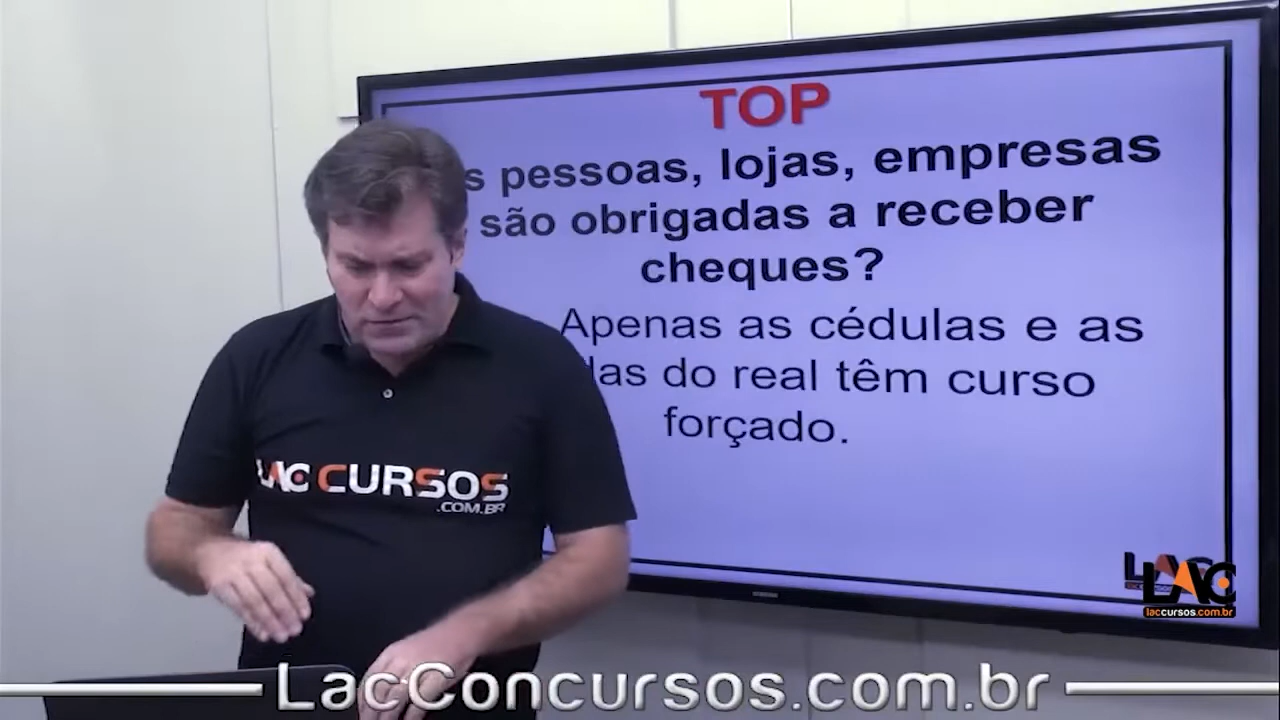 TOP
pessoas, lojas, empresas
são obrigadas a receber
cheques?
Apenas as cédulas e as
do real têm curso
forçado.
LAC CURSOS
.COM.BR
LAC
laccursos.com.br
LacConcursos.com.br